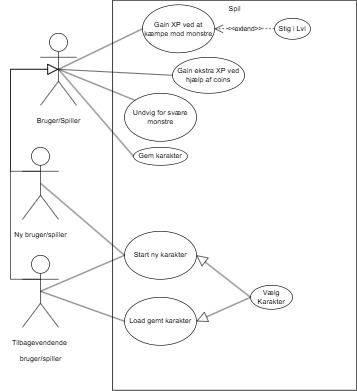 Spil
Gain XP ved at
kæmpe mod monstre
<<extend>>
Stig i Lvl
Gain ekstra XP ved
hjælp af coins
Undvig for svære
monstre
Bruger/Spiller
Gem karakter
Ny bruger/spiller
Start ny karakter
Vælg
Karakter
Load gemt karakter
Tilbagevendende
bruger/spiller